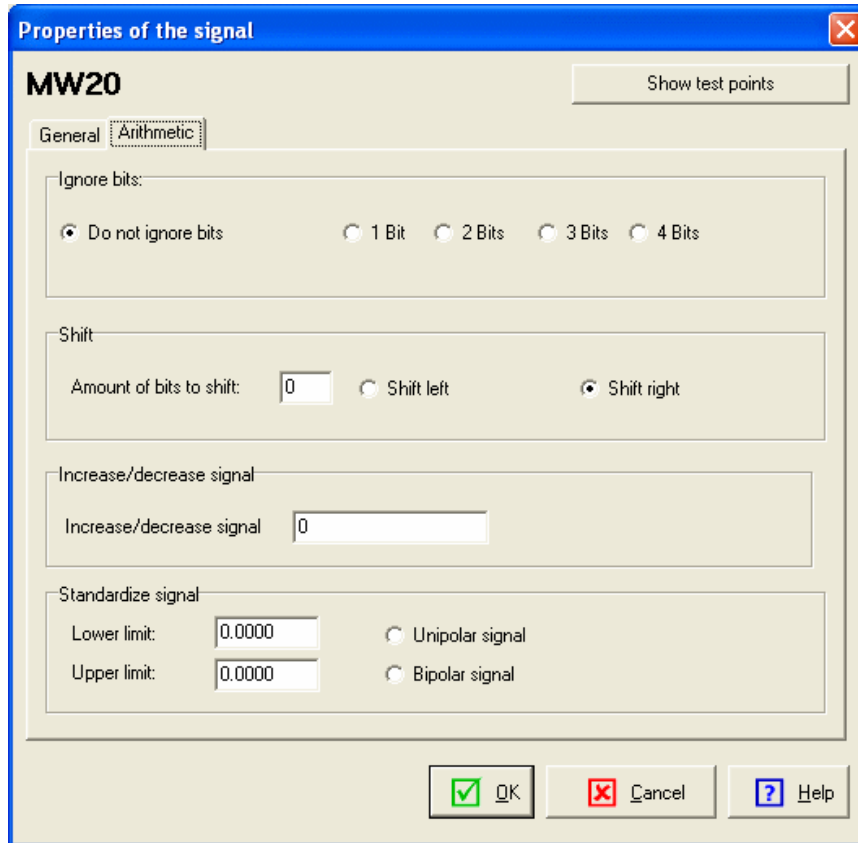 Properties of the signal
MW20
Show test points
General Arithmetic
Ignore bits:
Do not ignore bits 1 Bit 2 Bits 3 Bits 4 Bits
Shift
Amount of bits to shift: 0 Shift left Shift right
Increase/decrease signal
Increase/decrease signal 0
Standardize signal
Lower limit: 0.0000 Unipolar signal
Upper limit: 0.0000 Bipolar signal
OK Cancel ? Help